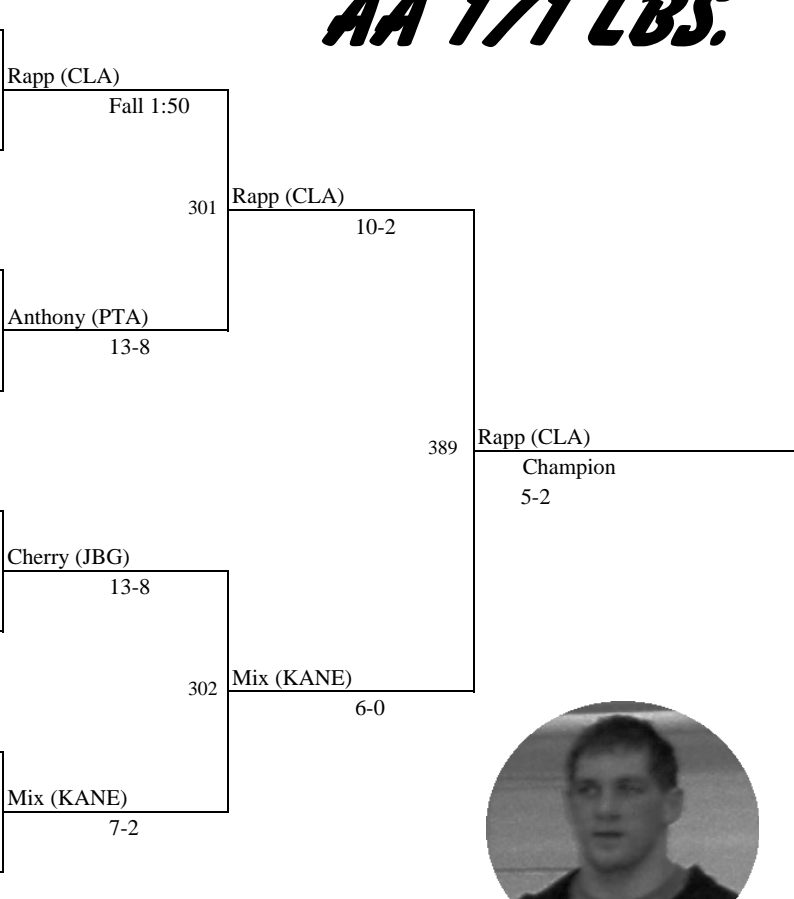 AA 171 LBS.
Rapp (CLA)
Fall 1:50
301
Rapp (CLA)
10-2
Anthony (PTA)
13-8
389
Rapp (CLA)
Champion
5-2
Cherry (JBG)
13-8
302
Mix (KANE)
6-0
Mix (KANE)
7-2